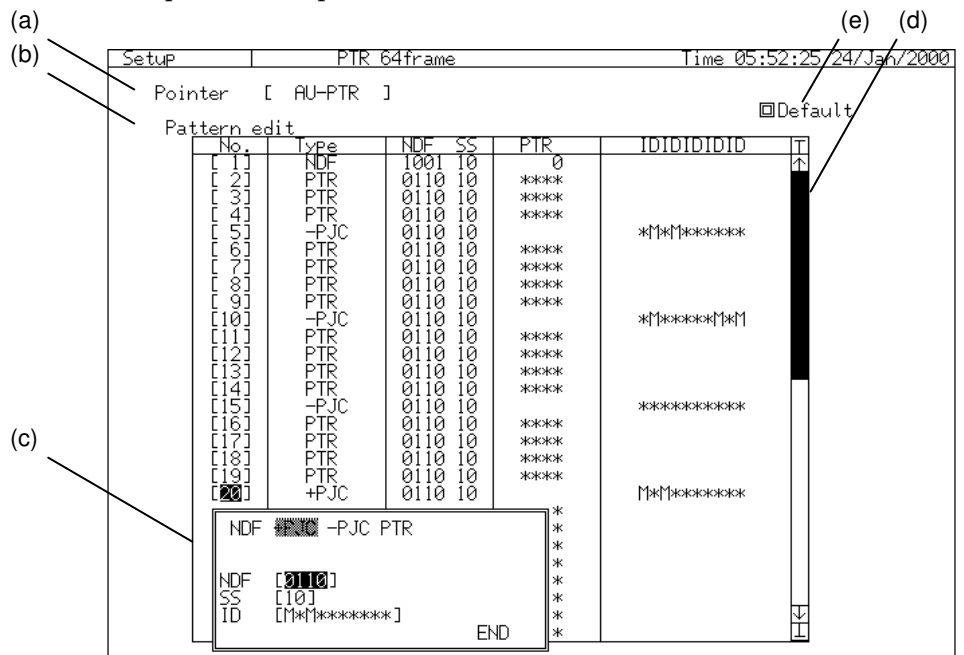 (a)
(b)
(e)
(d)
Setup PTR 64frame Time 05:52:25 24/Jan/2000
Pointer [ AU-PTR ]
Default
Pattern edit
No. Type NDF SS PTR IDIDIDIDID
[ 1] NDF 1001 10 0
[ 2] PTR 0110 10 ****
[ 3] PTR 0110 10 ****
[ 4] PTR 0110 10 ****
[ 5] -PJC 0110 10 *M*M******
[ 6] PTR 0110 10 ****
[ 7] PTR 0110 10 ****
[ 8] PTR 0110 10 ****
[ 9] PTR 0110 10 ****
[10] -PJC 0110 10 *M*****M*M
[11] PTR 0110 10 ****
[12] PTR 0110 10 ****
[13] PTR 0110 10 ****
[14] PTR 0110 10 ****
[15] -PJC 0110 10 **********
[16] PTR 0110 10 ****
[17] PTR 0110 10 ****
[18] PTR 0110 10 ****
(c)
[19] PTR 0110 10 ****
[20] +PJC 0110 10 M*M*******
*
NDF +PJC -PJC PTR *
*
*
NDF [0110] *
SS [10] *
ID [M*M*******] *
END *